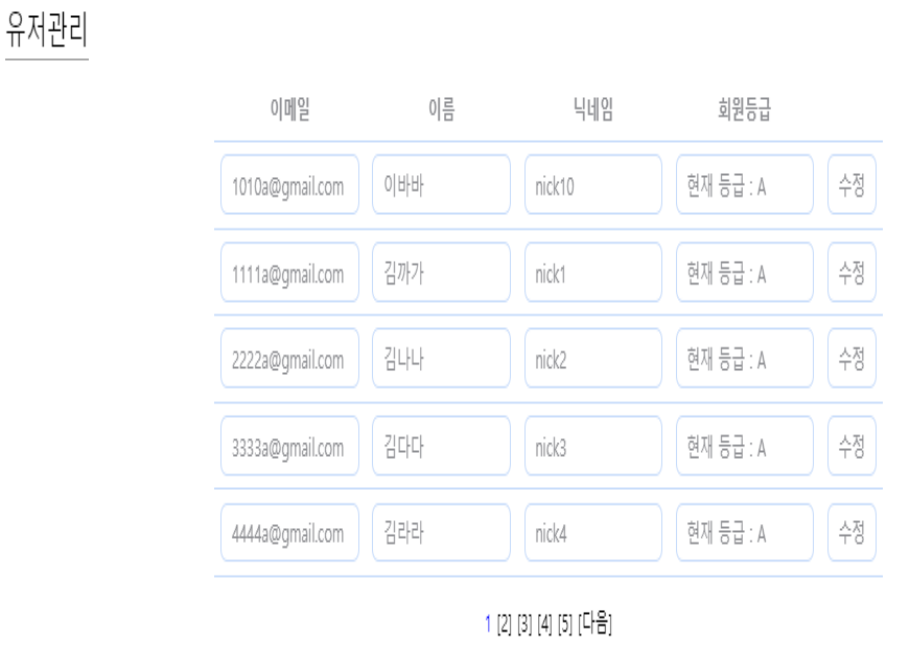 유저관리
이메일 이름 닉네임 회원등급
1010a@gmail.com 이바바 nick10 현재 등급 : A 수정
1111a@gmail.com 김까가 nick1 현재 등급 : A 수정
2222a@gmail.com 김나나 nick2 현재 등급 : A 수정
3333a@gmail.com 김다다 nick3 현재 등급 : A 수정
4444a@gmail.com 김라라 nick4 현재 등급 : A 수정
1 [2] [3] [4] [5] [다음]